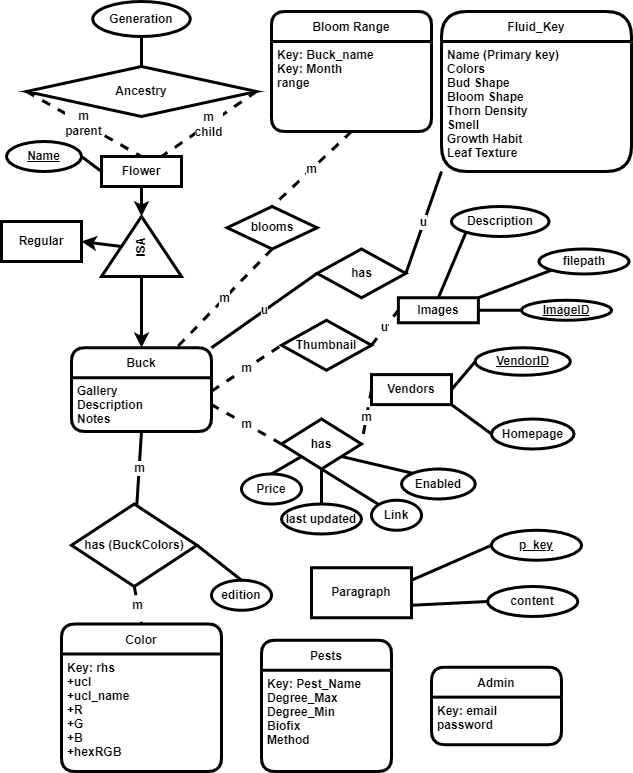 Generation
Ancestry
m
parent
m
child
Name
Flower
Regular
ISA
Bloom Range
Key: Buck_name
Key: Month
range
Fluid_Key
Name (Primary key)
Colors
Bud Shape
Bloom Shape
Thorn Density
Smell
Growth Habit
Leaf Texture
m
blooms
m
u
has
u
Description
filepath
Images
ImageID
u
Thumbnail
m
Buck
Gallery
Description
Notes
VendorID
Vendors
Homepage
m
m
has
Price
last updated
Link
Enabled
m
has (BuckColors)
edition
m
p_key
Paragraph
content
Color
Key: rhs
+ucl
+ucl_name
+R
+G
+B
+hexRGB
Pests
Key: Pest_Name
Degree_Max
Degree_Min
Biofix
Method
Admin
Key: email
password